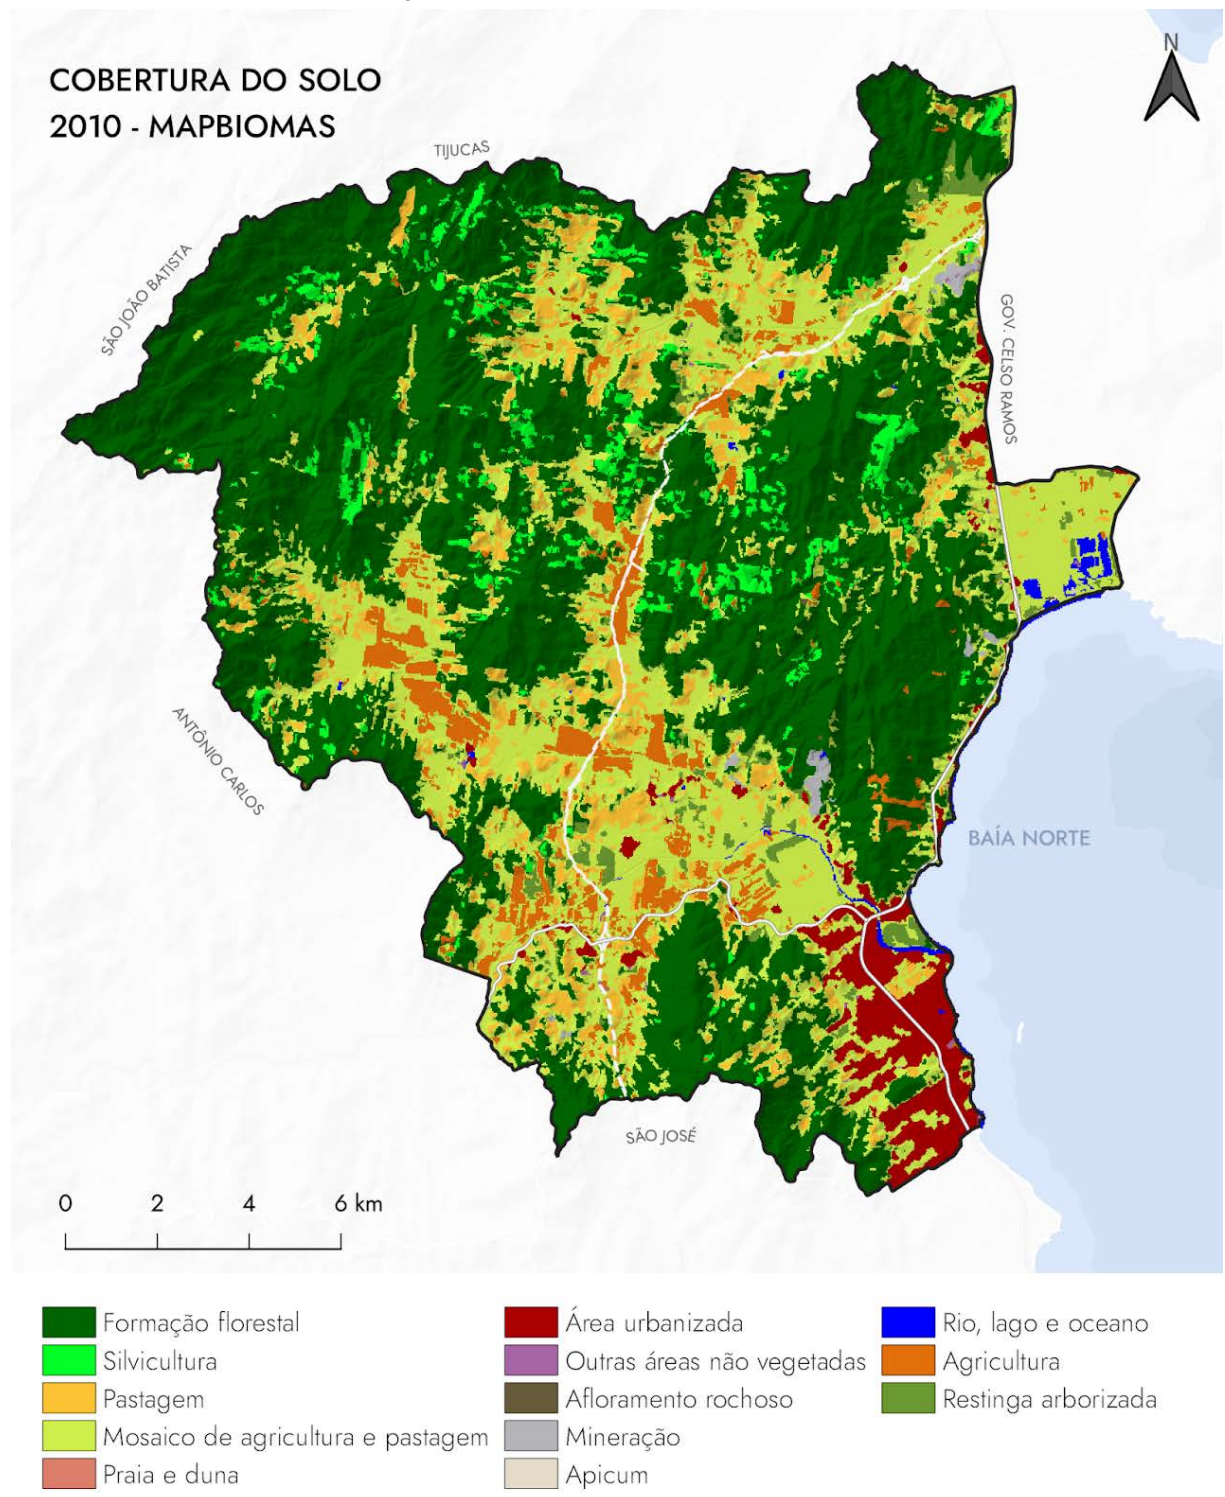 COBERTURA DO SOLO
2010 - MAPBIOMAS
N
TIJUCAS
SÃO JOÃO BATISTA
GOV. CELSO RAMOS
ANTÔNIO CARLOS
BAÍA NORTE
SÃO JOSÉ
0 2 4 6 km
Formação florestal
Silvicultura
Pastagem
Mosaico de agricultura e pastagem
Praia e duna
Área urbanizada
Outras áreas não vegetadas
Afloramento rochoso
Mineração
Apicum
Rio, lago e oceano
Agricultura
Restinga arborizada